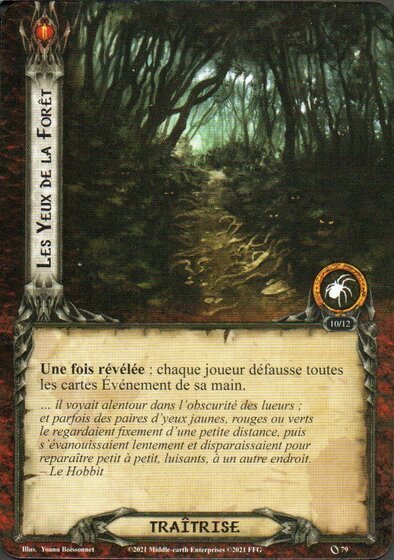 Les Yeux de la Forêt
10/12
Une fois révélée : chaque joueur défausse toutes
les cartes Événement de sa main.
... il voyait alentour dans l'obscurité des lueurs ;
et parfois des paires d'yeux jaunes, rouges ou verts
le regardaient fixement d'une petite distance, puis
s'évanouissaient lentement et disparaissaient pour
reparaître petit à petit, luisants, à un autre endroit.
– Le Hobbit
TRAÎTRISE
Illus. Yoann Boissonnet ©2021 Middle-earth Enterprises ©2021 FFG 79